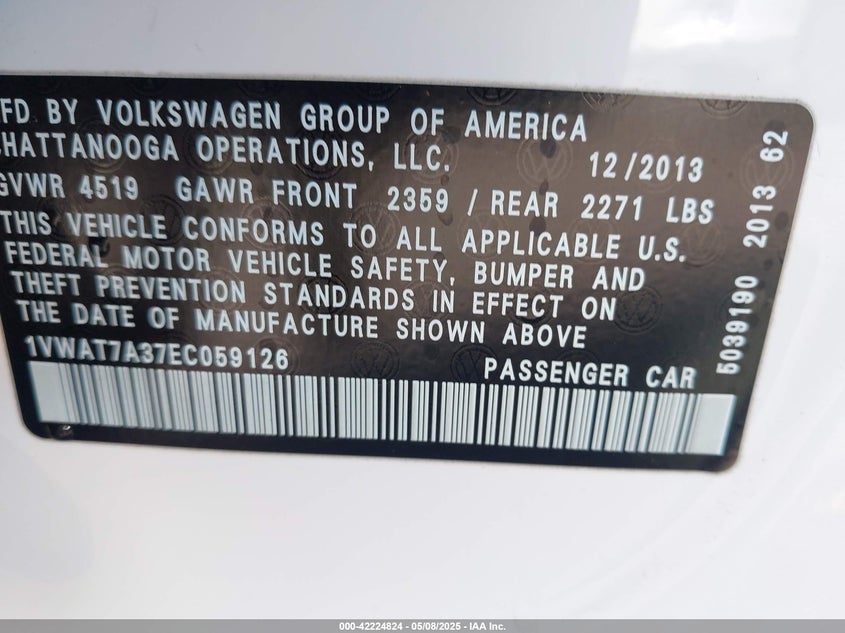 FD BY VOLKSWAGEN GROUP OF AMERICA
HATTANOOGA OPERATIONS, LLC. 12/2013
GVWR 4519 GAWR FRONT 2359 / REAR 2271 LBS
THIS VEHICLE CONFORMS TO ALL APPLICABLE U.S.
FEDERAL MOTOR VEHICLE SAFETY, BUMPER AND
THEFT PREVENTION STANDARDS IN EFFECT ON
THE DATE OF MANUFACTURE SHOWN ABOVE
1VWAT7A37EC059126 PASSENGER CAR
5039190 2013 62
000-42224824 - 05/08/2025 - IAA Inc.